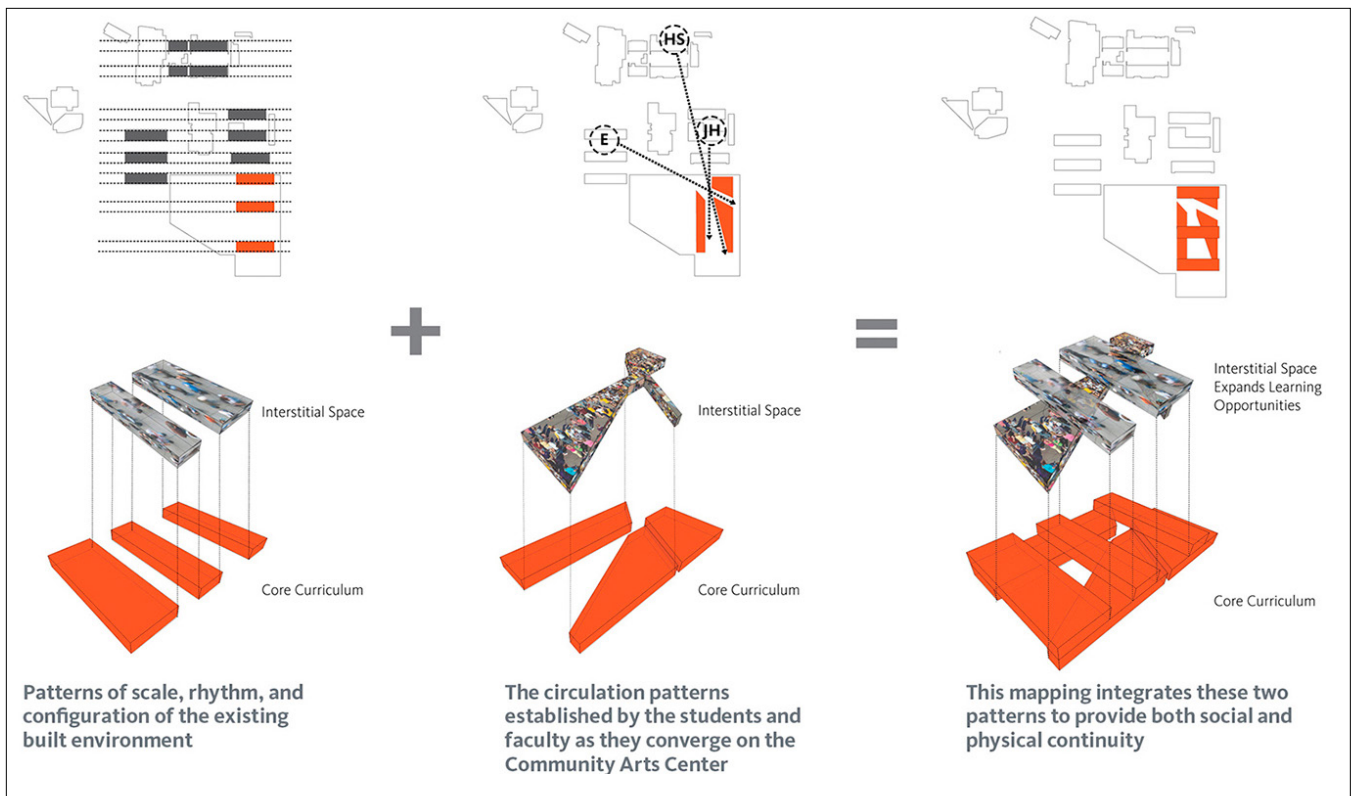 HS
E
JH
Interstitial Space
Core Curriculum
Patterns of scale, rhythm, and
configuration of the existing
built environment
+
Interstitial Space
Core Curriculum
The circulation patterns
established by the students and
faculty as they converge on the
Community Arts Center
=
Interstitial Space
Expands Learning
Opportunities
Core Curriculum
This mapping integrates these two
patterns to provide both social and
physical continuity